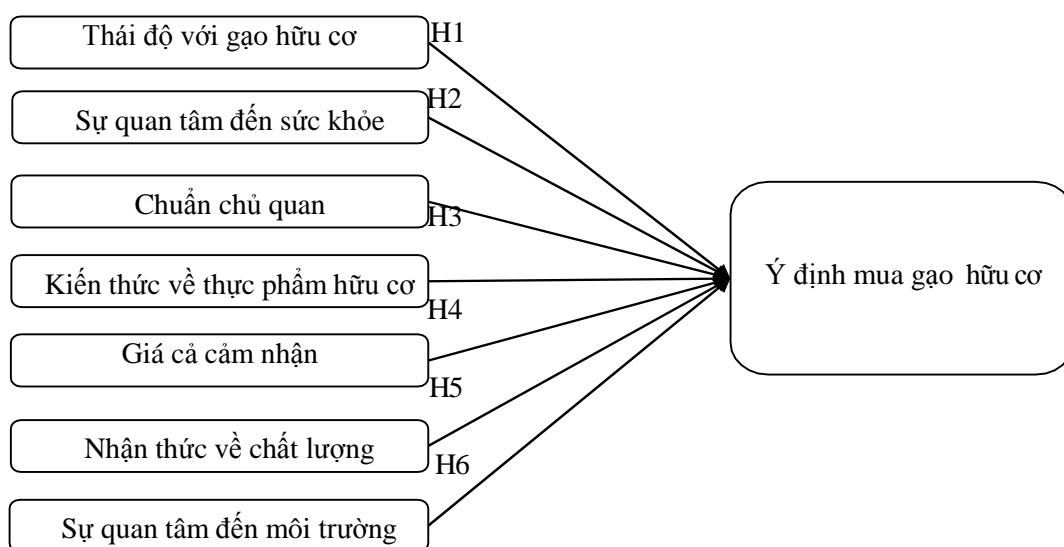 Thái độ với gạo hữu cơ
H1
Sự quan tâm đến sức khỏe
H2
Chuẩn chủ quan
H3
Kiến thức về thực phẩm hữu cơ
H4
Giá cả cảm nhận
H5
Nhận thức về chất lượng
H6
Sự quan tâm đến môi trường
Ý định mua gạo hữu cơ